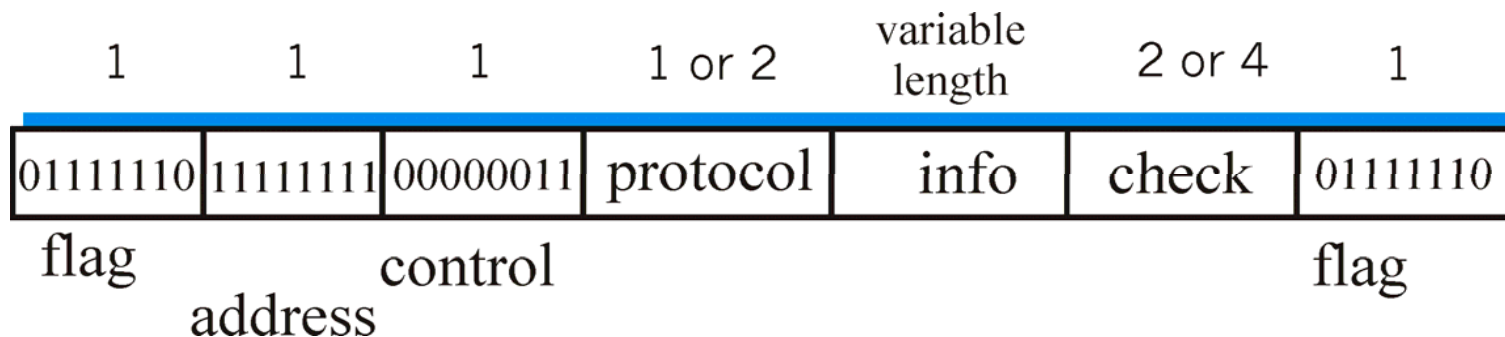 1 1 1 1 or 2 variable length 2 or 4 1
01111110 11111111 00000011 protocol info check 01111110
flag control flag
address